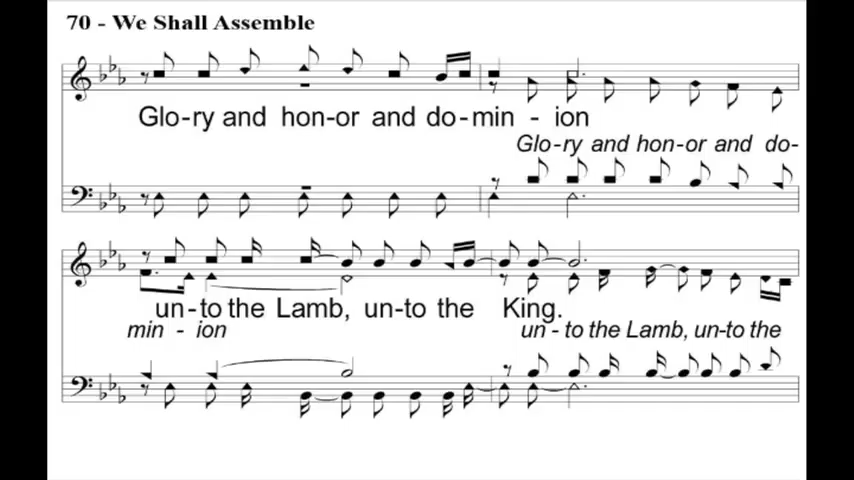 70 - We Shall Assemble
Glo-ry and hon-or and do-min - ion
Glo-ry and hon-or and do-
un-to the Lamb, un-to the King.
min - ion un-to the Lamb, un-to the